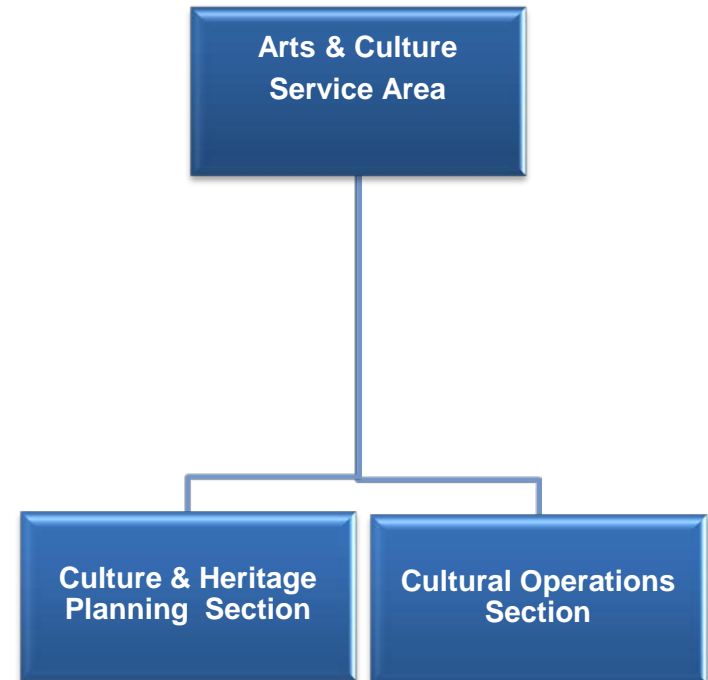 Arts & Culture
Service Area
Culture & Heritage
Planning Section
Cultural Operations
Section